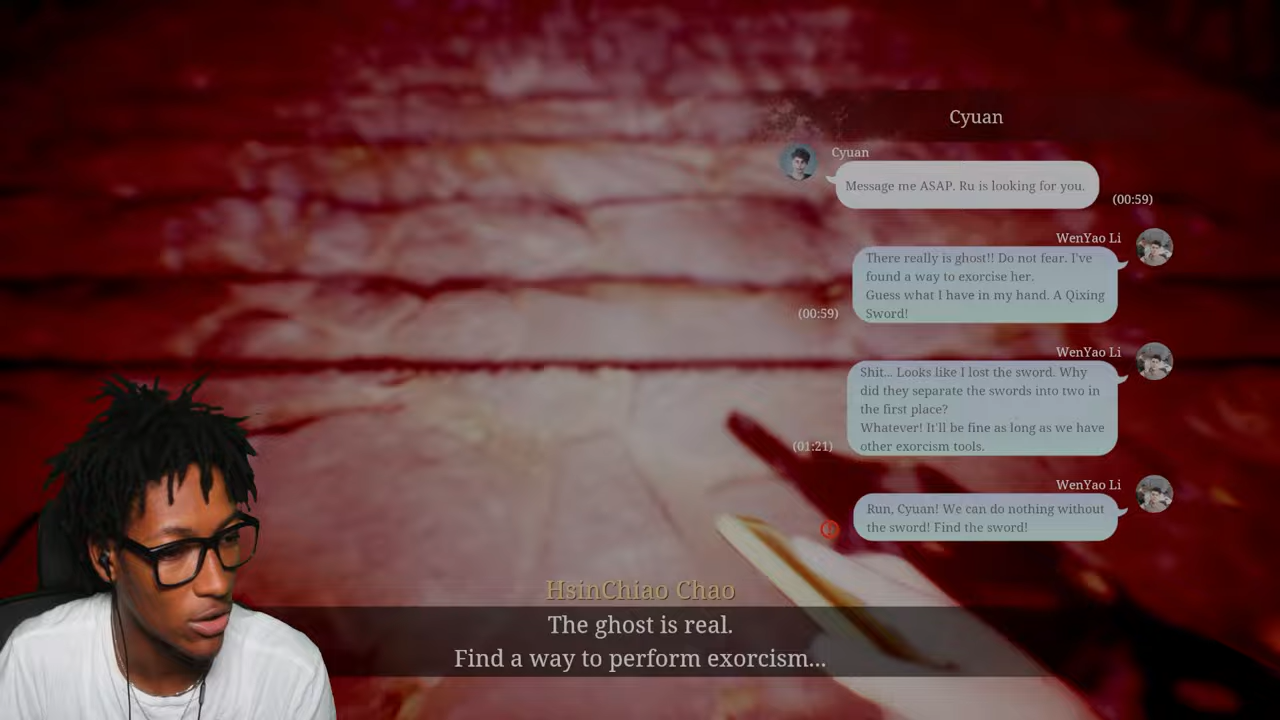 Cyuan
Cyuan
Message me ASAP. Ru is looking for you.
(00:59)
WenYao Li
There really is ghost!! Do not fear. I've
found a way to exorcise her.
Guess what I have in my hand. A Qixing
Sword!
(00:59)
WenYao Li
Shit... Looks like I lost the sword. Why
did they separate the swords into two in
the first place?
Whatever! It'll be fine as long as we have
other exorcism tools.
(01:21)
WenYao Li
Run, Cyuan! We can do nothing without
the sword! Find the sword!
HsinChiao Chao
The ghost is real.
Find a way to perform exorcism...